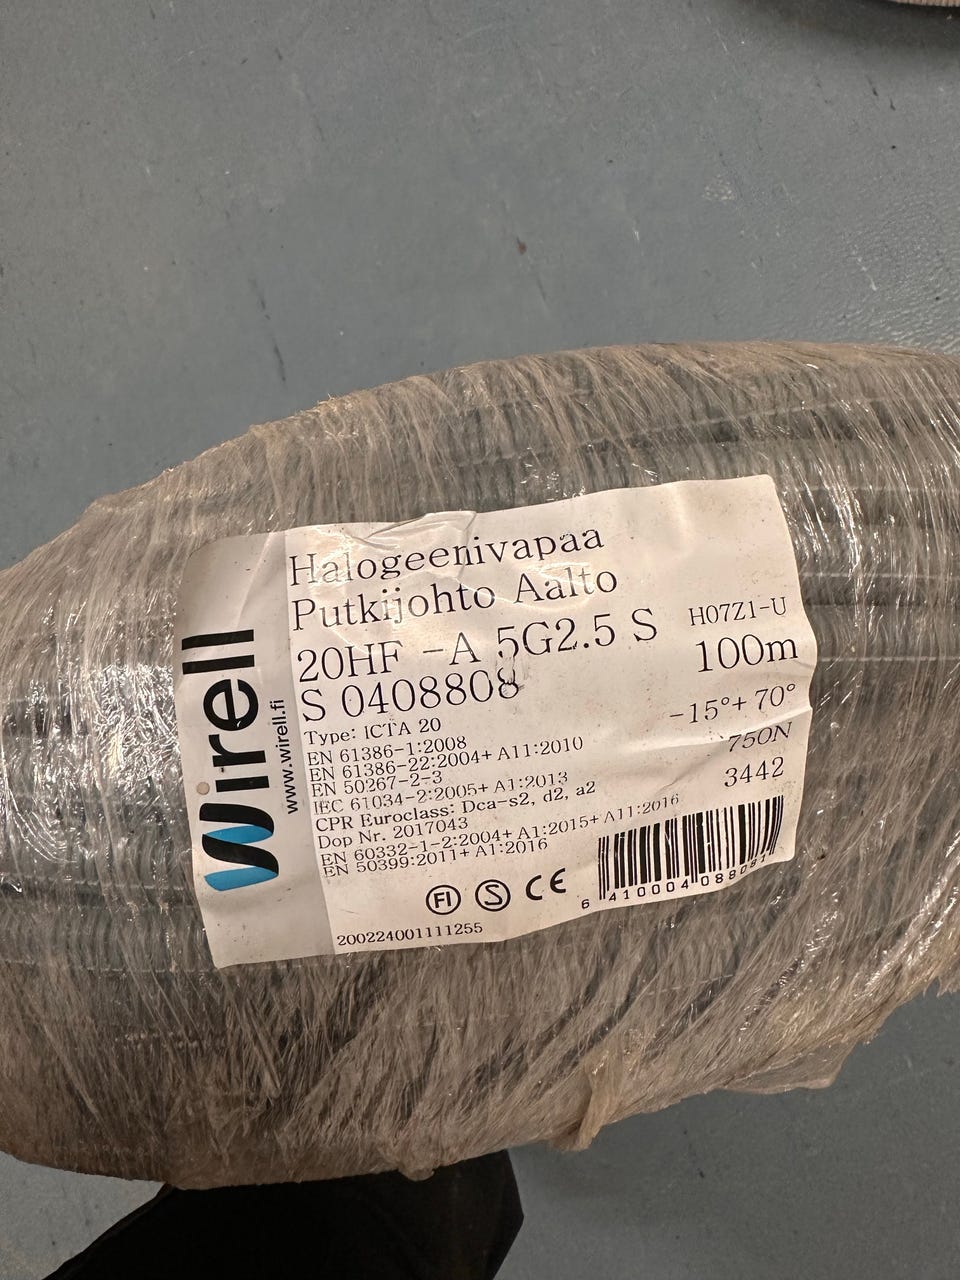 Wirell
www.wirell.fi
Halogeenivapaa
Putkijohto Aalto
20HF -A 5G2.5 S H07Z1-U
S 0408808 100m
Type: ICTA 20 -15°+ 70°
EN 61386-1:2008
EN 61386-22:2004+ A11:2010 750N
EN 50267-2-3
IEC 61034-2:2005+ A1:2013 3442
CPR Euroclass: Dca-s2, d2, a2
Dop Nr. 2017043
EN 60332-1-2:2004+ A1:2015+ A11:2016
EN 50399:2011+ A1:2016
FI S CE
6 410004 088081
200224001111255